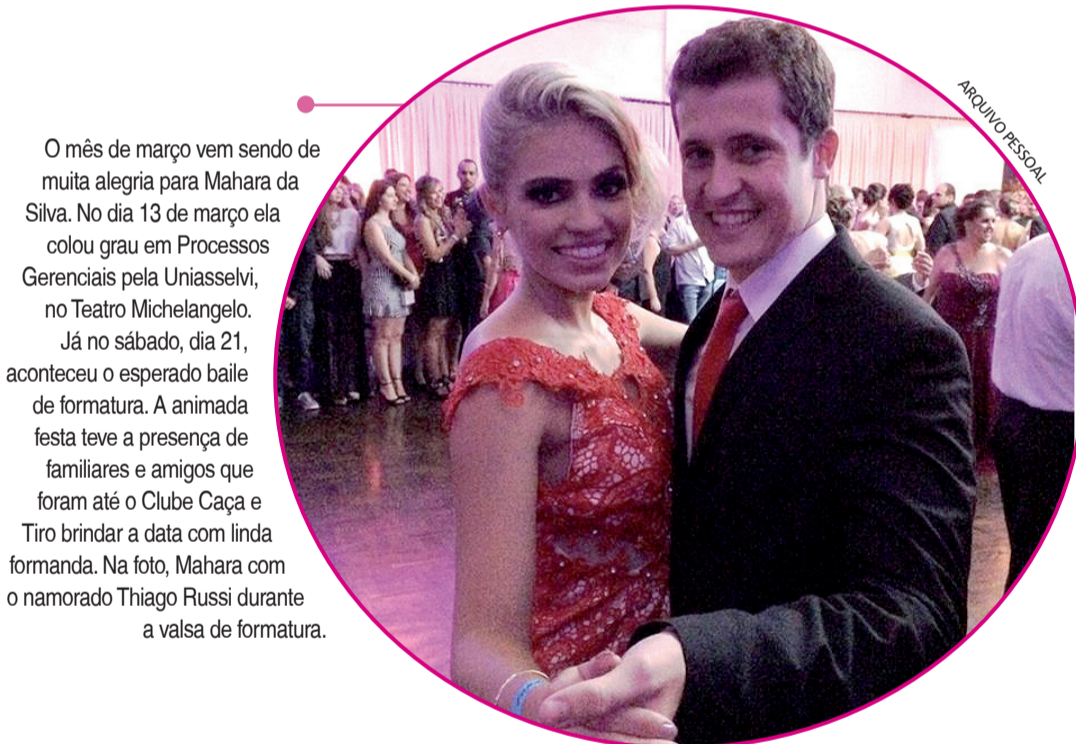 O mês de março vem sendo de
muita alegria para Mahara da
Silva. No dia 13 de março ela
colou grau em Processos
Gerenciais pela Uniasselvi,
no Teatro Michelangelo.
Já no sábado, dia 21,
aconteceu o esperado baile
de formatura. A animada
festa teve a presença de
familiares e amigos que
foram até o Clube Caça e
Tiro brindar a data com linda
formanda. Na foto, Mahara com
o namorado Thiago Russi durante
a valsa de formatura.
ARQUIVO PESSOAL